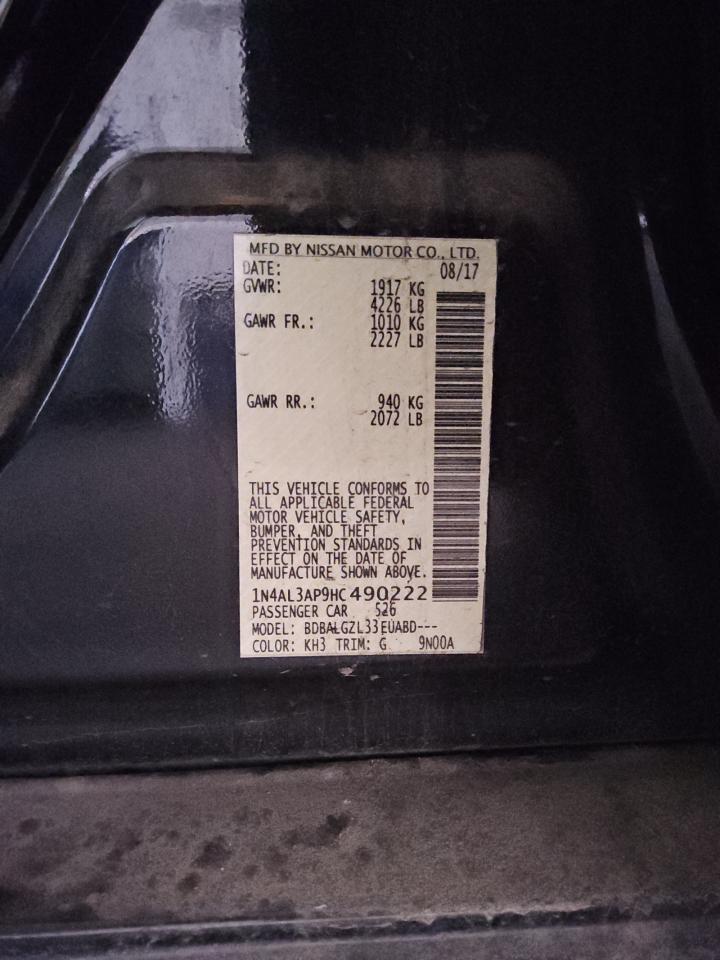 MFD BY NISSAN MOTOR CO., LTD.
DATE: 08/17
GVWR: 1917 KG
4226 LB
GAWR FR.: 1010 KG
2227 LB
GAWR RR.: 940 KG
2072 LB
THIS VEHICLE CONFORMS TO
ALL APPLICABLE FEDERAL
MOTOR VEHICLE SAFETY,
BUMPER, AND THEFT
PREVENTION STANDARDS IN
EFFECT ON THE DATE OF
MANUFACTURE SHOWN ABOVE.
1N4AL3AP9HC490222
PASSENGER CAR 526
MODEL: BDBALGZL33EUABD---
COLOR: KH3 TRIM: G 9N00A